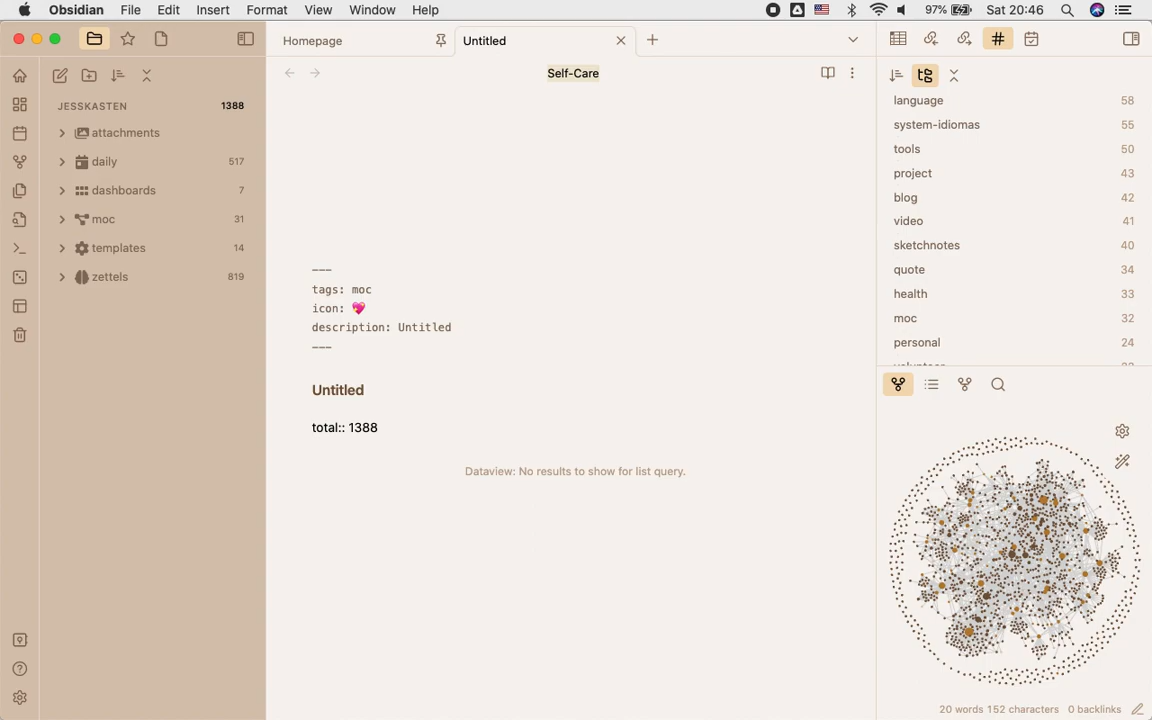 Obsidian File Edit Insert Format View Window Help 97% Sat 20:46
Homepage
Untitled
Self-Care
JESSKASTEN 1388
attachments
daily 517
dashboards 7
moc 31
templates 14
zettels 819
---
tags: moc
icon: 💖
description: Untitled
---
Untitled
total:: 1388
Dataview: No results to show for list query.
language 58
system-idiomas 55
tools 50
project 43
blog 42
video 41
sketchnotes 40
quote 34
health 33
moc 32
personal 24
20 words 152 characters 0 backlinks